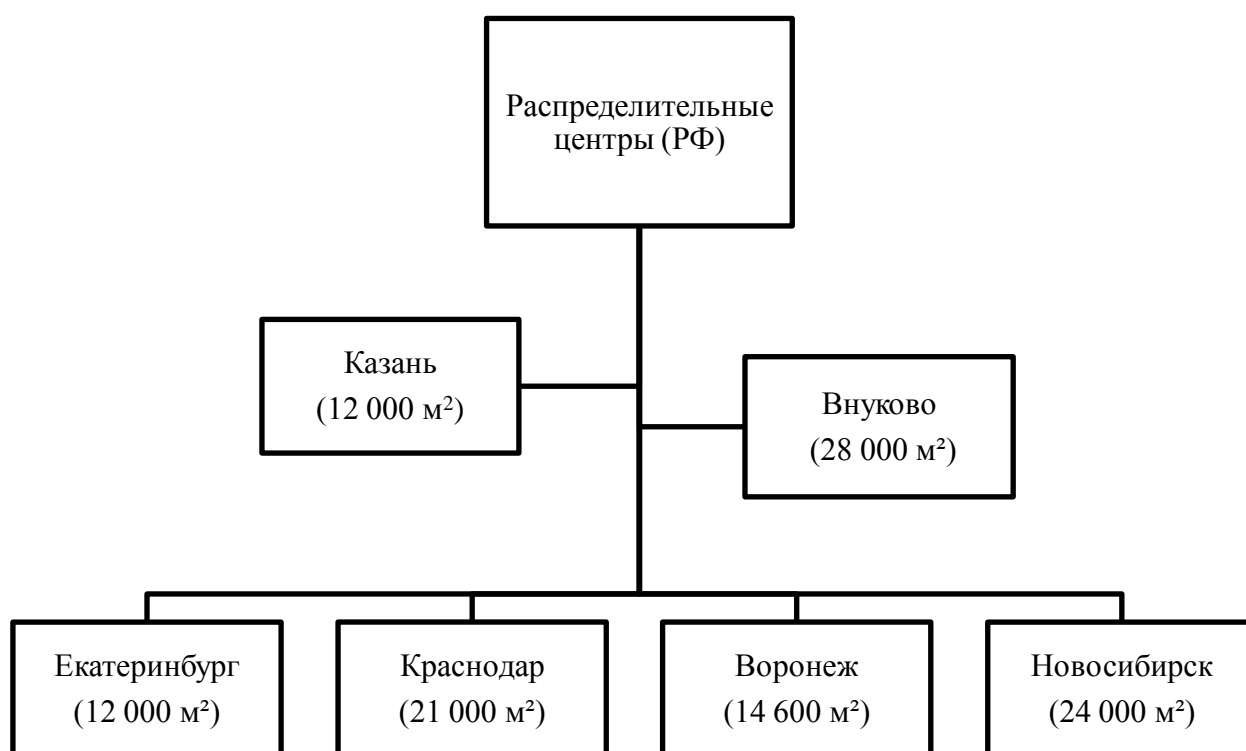 Распределительные
центры (РФ)
Казань
(12 000 м²)
Внуково
(28 000 м²)
Екатеринбург
(12 000 м²)
Краснодар
(21 000 м²)
Воронеж
(14 600 м²)
Новосибирск
(24 000 м²)